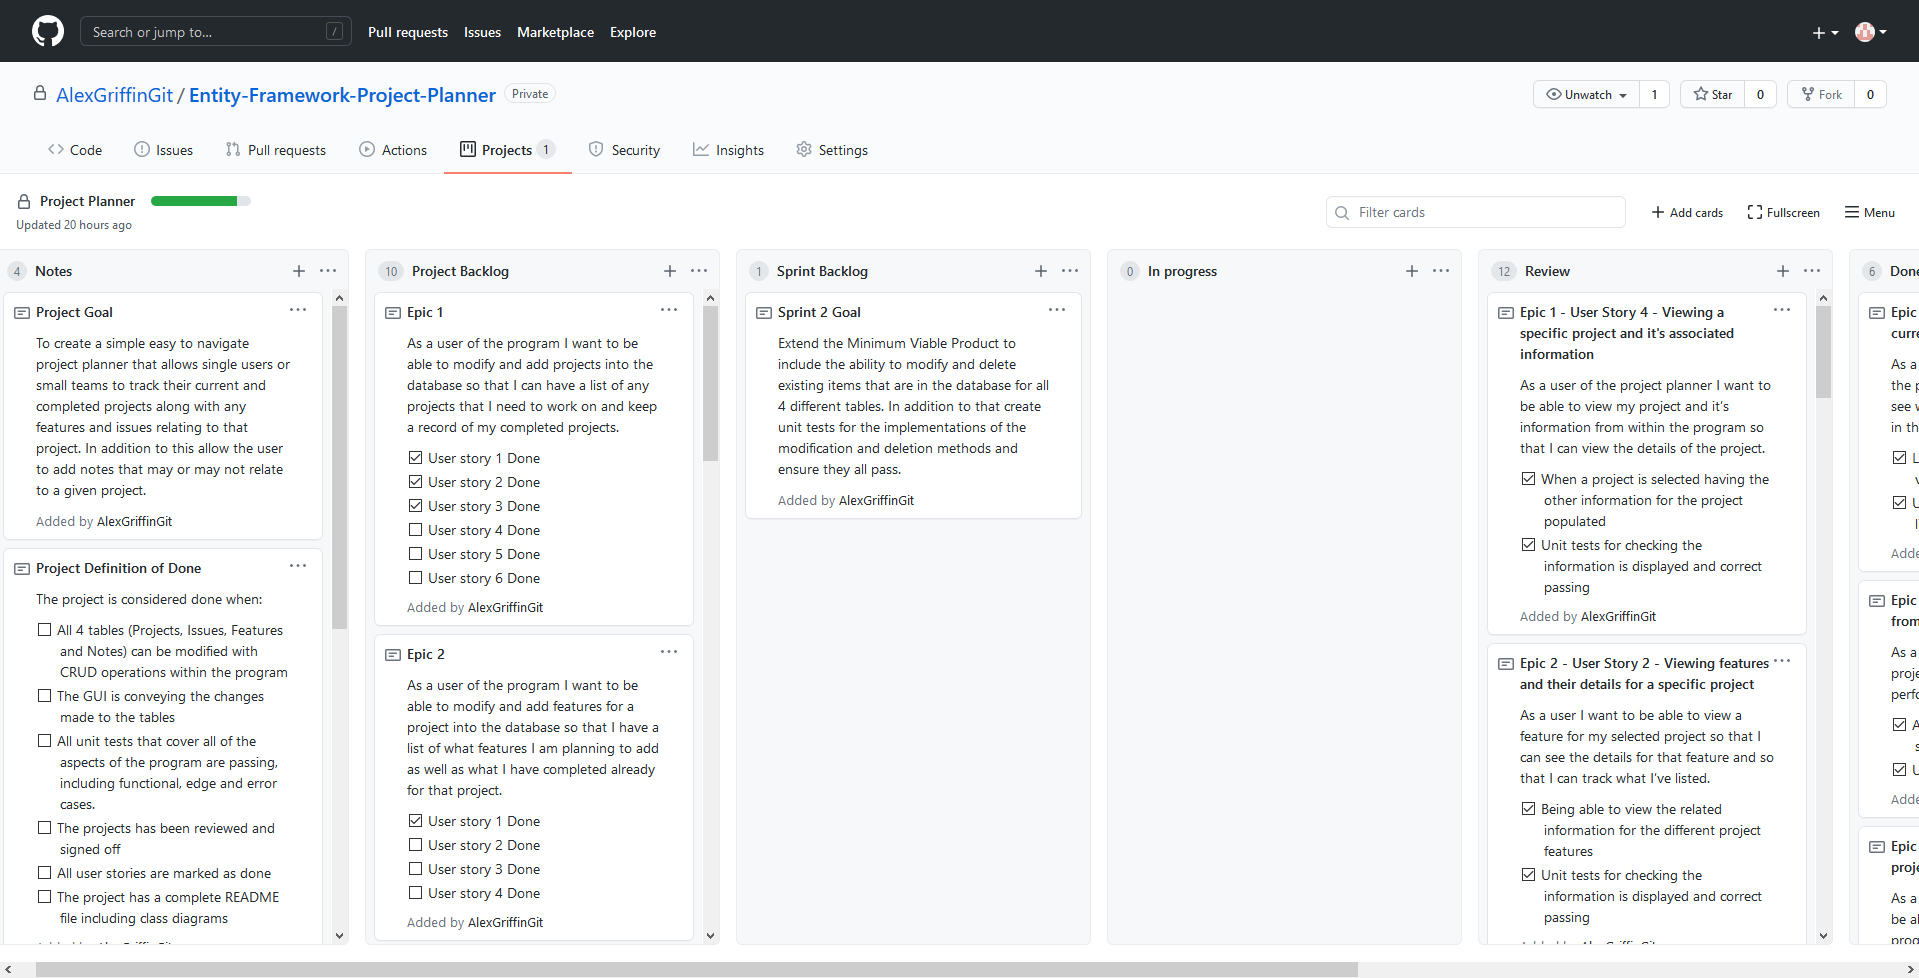 Search or jump to...
/
Pull requests
Issues
Marketplace
Explore
AlexGriffinGit / Entity-Framework-Project-Planner
Private
Unwatch
1
Star
0
Fork
0
Code
Issues
Pull requests
Actions
Projects 1
Security
Insights
Settings
Project Planner
Updated 20 hours ago
Filter cards
Add cards
Fullscreen
Menu
4 Notes
Project Goal
To create a simple easy to navigate
project planner that allows single users or
small teams to track their current and
completed projects along with any
features and issues relating to that
project. In addition to this allow the user
to add notes that may or may not relate
to a given project.
Added by AlexGriffinGit
Project Definition of Done
The project is considered done when:
All 4 tables (Projects, Issues, Features
and Notes) can be modified with
CRUD operations within the program
The GUI is conveying the changes
made to the tables
All unit tests that cover all of the
aspects of the program are passing,
including functional, edge and error
cases.
The projects has been reviewed and
signed off
All user stories are marked as done
The project has a complete README
file including class diagrams
10 Project Backlog
Epic 1
As a user of the program I want to be
able to modify and add projects into the
database so that I can have a list of any
projects that I need to work on and keep
a record of my completed projects.
User story 1 Done
User story 2 Done
User story 3 Done
User story 4 Done
User story 5 Done
User story 6 Done
Added by AlexGriffinGit
Epic 2
As a user of the program I want to be
able to modify and add features for a
project into the database so that I have a
list of what features I am planning to add
as well as what I have completed already
for that project.
User story 1 Done
User story 2 Done
User story 3 Done
User story 4 Done
Added by AlexGriffinGit
1 Sprint Backlog
Sprint 2 Goal
Extend the Minimum Viable Product to
include the ability to modify and delete
existing items that are in the database for all
4 different tables. In addition to that create
unit tests for the implementations of the
modification and deletion methods and
ensure they all pass.
Added by AlexGriffinGit
0 In progress
12 Review
Epic 1 - User Story 4 - Viewing a
specific project and it's associated
information
As a user of the project planner I want to
be able to view my project and it's
information from within the program so
that I can view the details of the project.
When a project is selected having the
other information for the project
populated
Unit tests for checking the
information is displayed and correct
passing
Added by AlexGriffinGit
Epic 2 - User Story 2 - Viewing features
and their details for a specific project
As a user I want to be able to view a
feature for my selected project so that I
can see the details for that feature and so
that I can track what I've listed.
Being able to view the related
information for the different project
features
Unit tests for checking the
information is displayed and correct
passing
6 Done
Epic
curre
As a
the p
see
in th
Adde
Epic
from
As a
proje
perfo
Adde
Epic
proje
As a
be al
prog